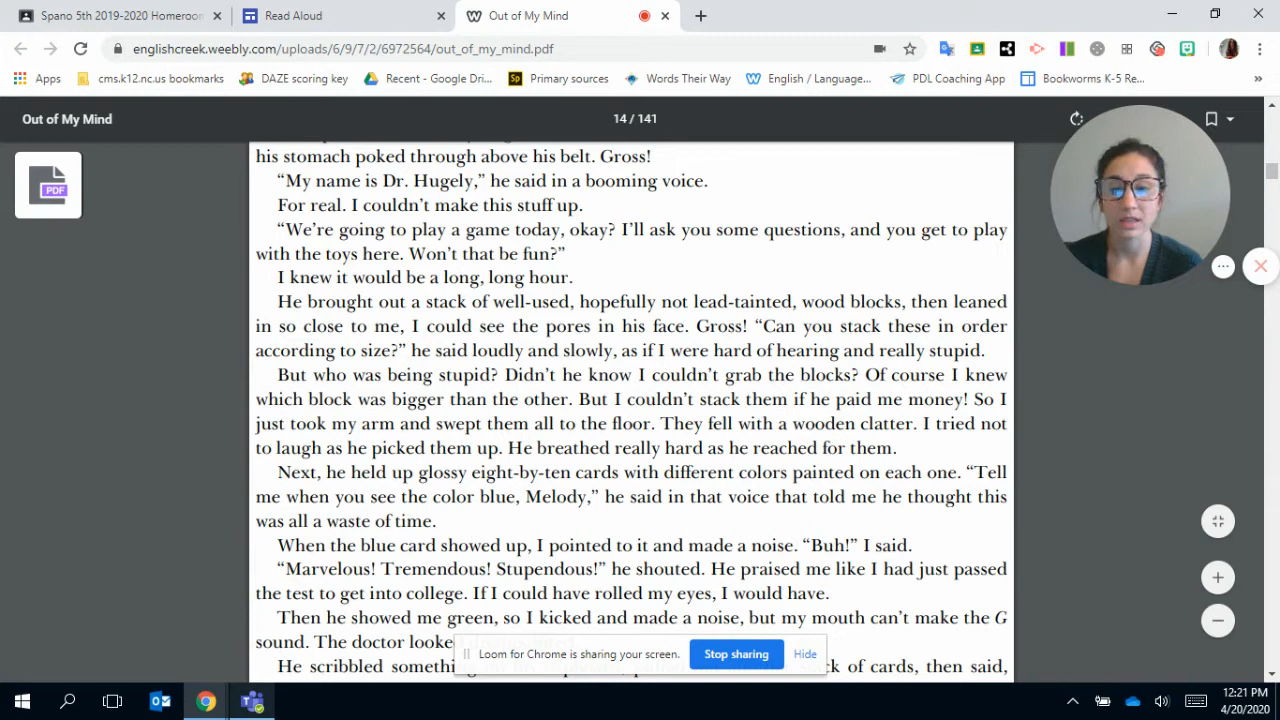 Spano 5th 2019-2020 Homeroom
Read Aloud
Out of My Mind
englishcreek.weebly.com/uploads/6/9/7/2/6972564/out_of_my_mind.pdf
Apps
cms.k12.nc.us bookmarks
DAZE scoring key
Recent - Google Dri...
Sp Primary sources
Words Their Way
English / Language...
PDL Coaching App
Bookworms K-5 Re...
»
Out of My Mind
14 / 141
PDF
his stomach poked through above his belt. Gross!
“My name is Dr. Hugely,” he said in a booming voice.
For real. I couldn’t make this stuff up.
“We’re going to play a game today, okay? I’ll ask you some questions, and you get to play
with the toys here. Won’t that be fun?”
I knew it would be a long, long hour.
He brought out a stack of well-used, hopefully not lead-tainted, wood blocks, then leaned
in so close to me, I could see the pores in his face. Gross! “Can you stack these in order
according to size?” he said loudly and slowly, as if I were hard of hearing and really stupid.
But who was being stupid? Didn’t he know I couldn’t grab the blocks? Of course I knew
which block was bigger than the other. But I couldn’t stack them if he paid me money! So I
just took my arm and swept them all to the floor. They fell with a wooden clatter. I tried not
to laugh as he picked them up. He breathed really hard as he reached for them.
Next, he held up glossy eight-by-ten cards with different colors painted on each one. “Tell
me when you see the color blue, Melody,” he said in that voice that told me he thought this
was all a waste of time.
When the blue card showed up, I pointed to it and made a noise. “Buh!” I said.
“Marvelous! Tremendous! Stupendous!” he shouted. He praised me like I had just passed
the test to get into college. If I could have rolled my eyes, I would have.
Then he showed me green, so I kicked and made a noise, but my mouth can’t make the G
sound. The doctor looked
He scribbled something of cards, then said,
Loom for Chrome is sharing your screen.
Stop sharing
Hide
12:21 PM
4/20/2020